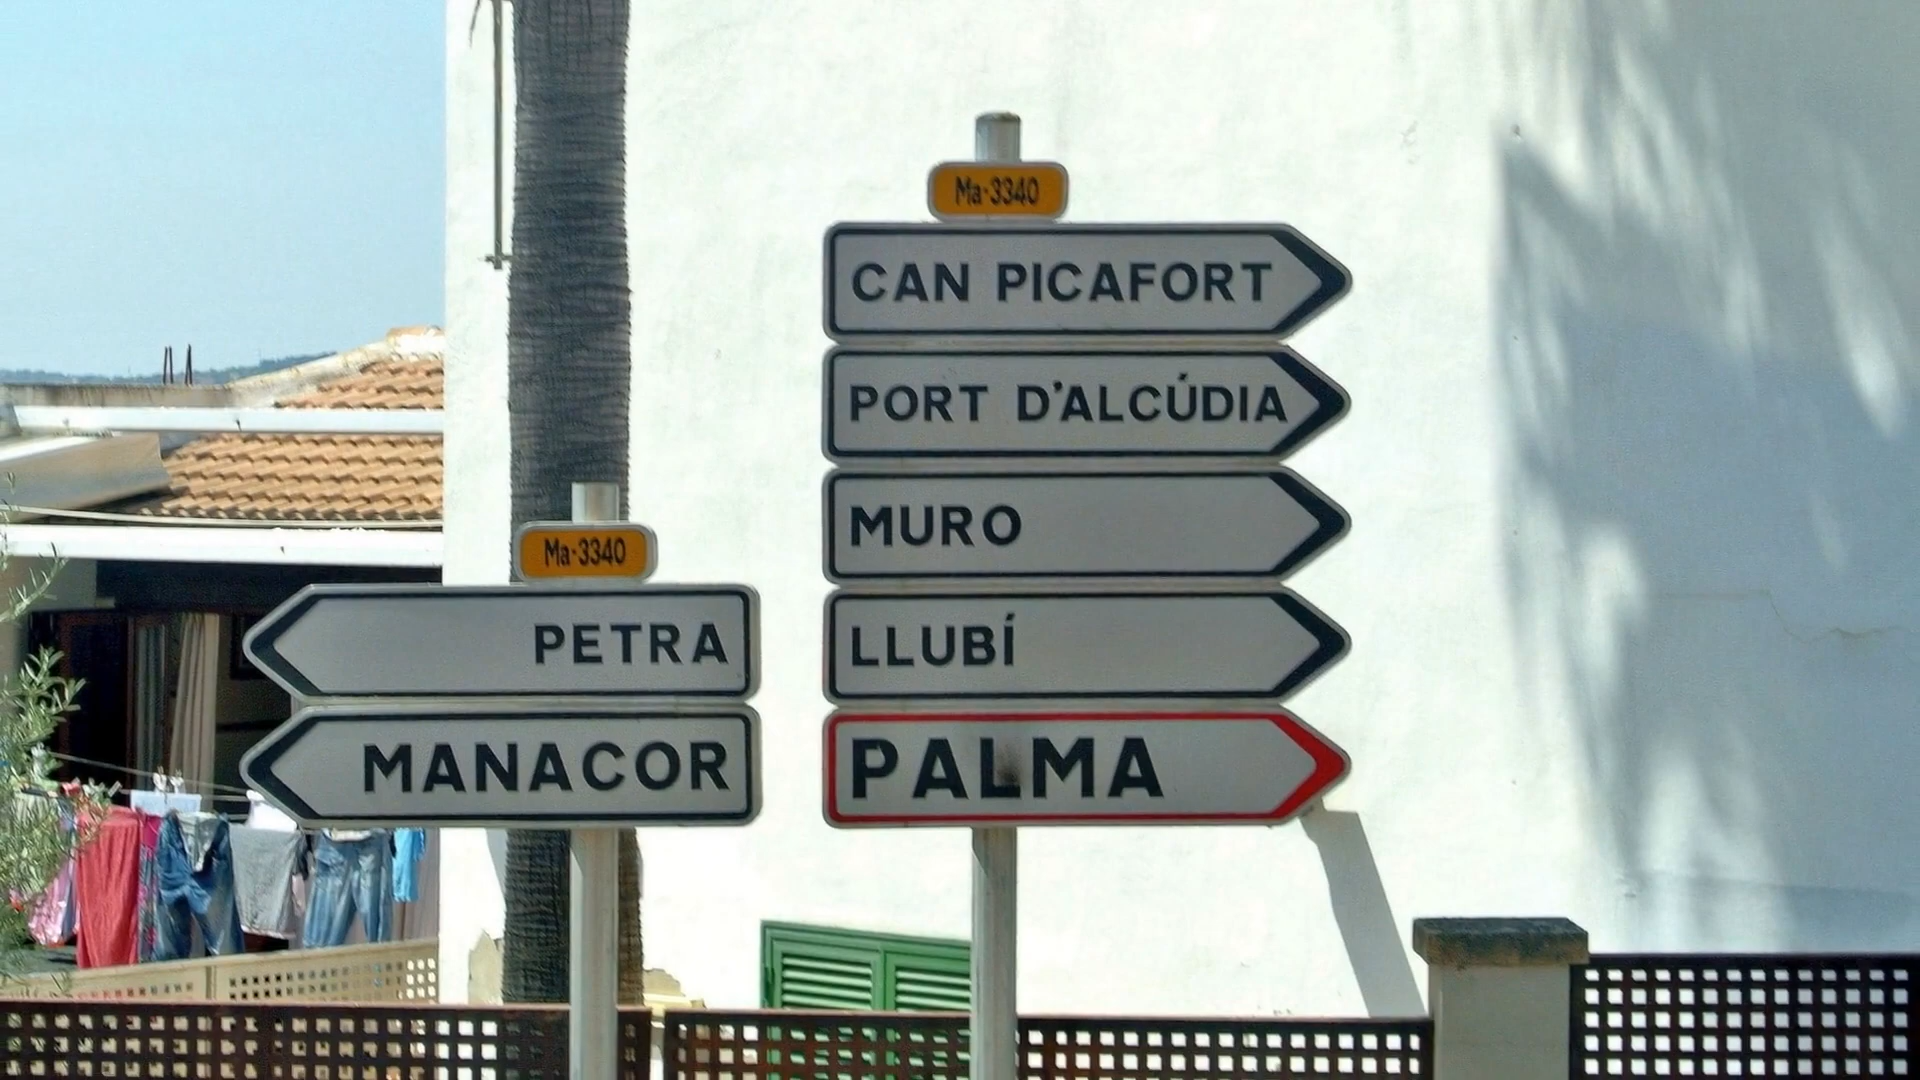 Ma-3340
CAN PICAFORT
PORT D'ALCÚDIA
MURO
LLUBÍ
PALMA
Ma-3340
PETRA
MANACOR